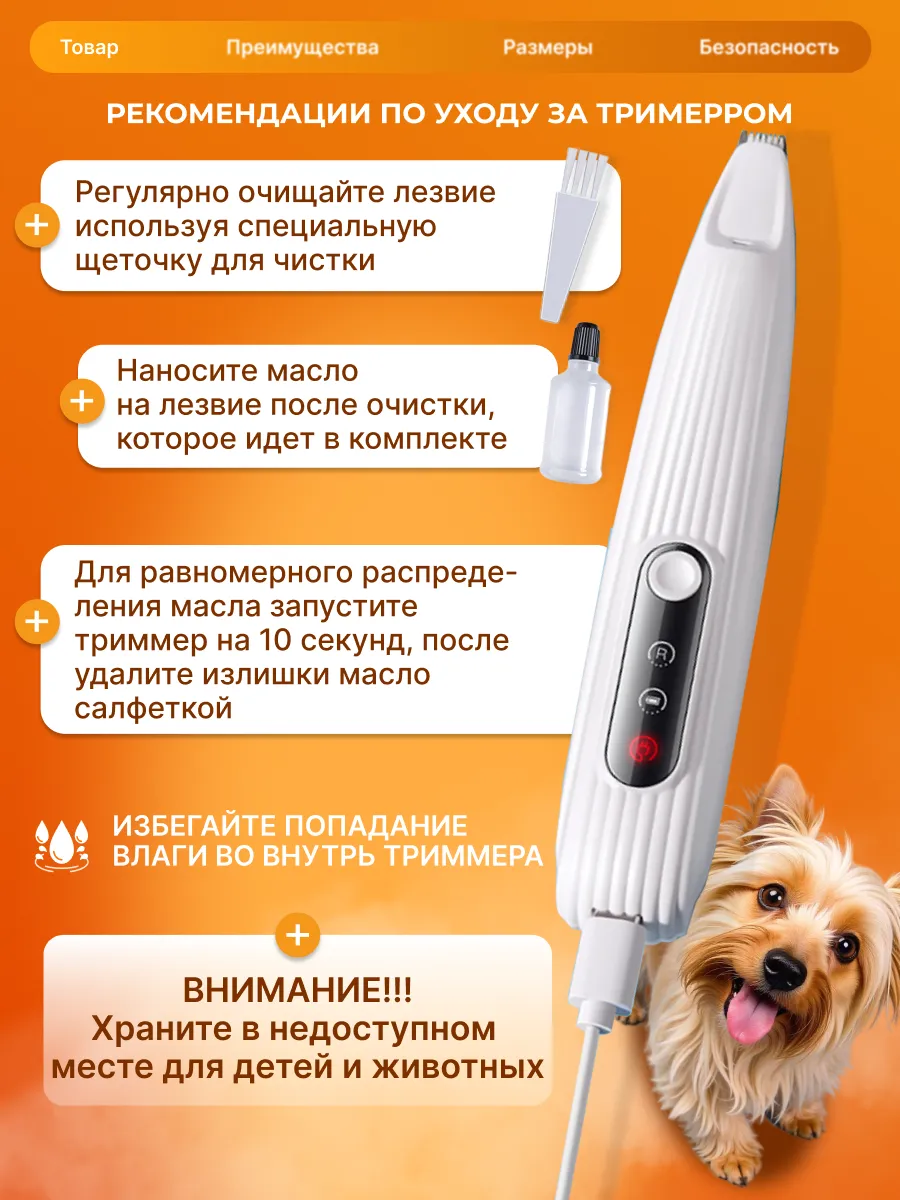 Товар Преимущества Размеры Безопасность
РЕКОМЕНДАЦИИ ПО УХОДУ ЗА ТРИМЕРРОМ
Регулярно очищайте лезвие
используя специальную
щеточку для чистки
Наносите масло
на лезвие после очистки,
которое идет в комплекте
Для равномерного распреде-
ления масла запустите
триммер на 10 секунд, после
удалите излишки масло
салфеткой
R
ИЗБЕГАЙТЕ ПОПАДАНИЕ
ВЛАГИ ВО ВНУТРЬ ТРИММЕРА
ВНИМАНИЕ!!!
Храните в недоступном
месте для детей и животных